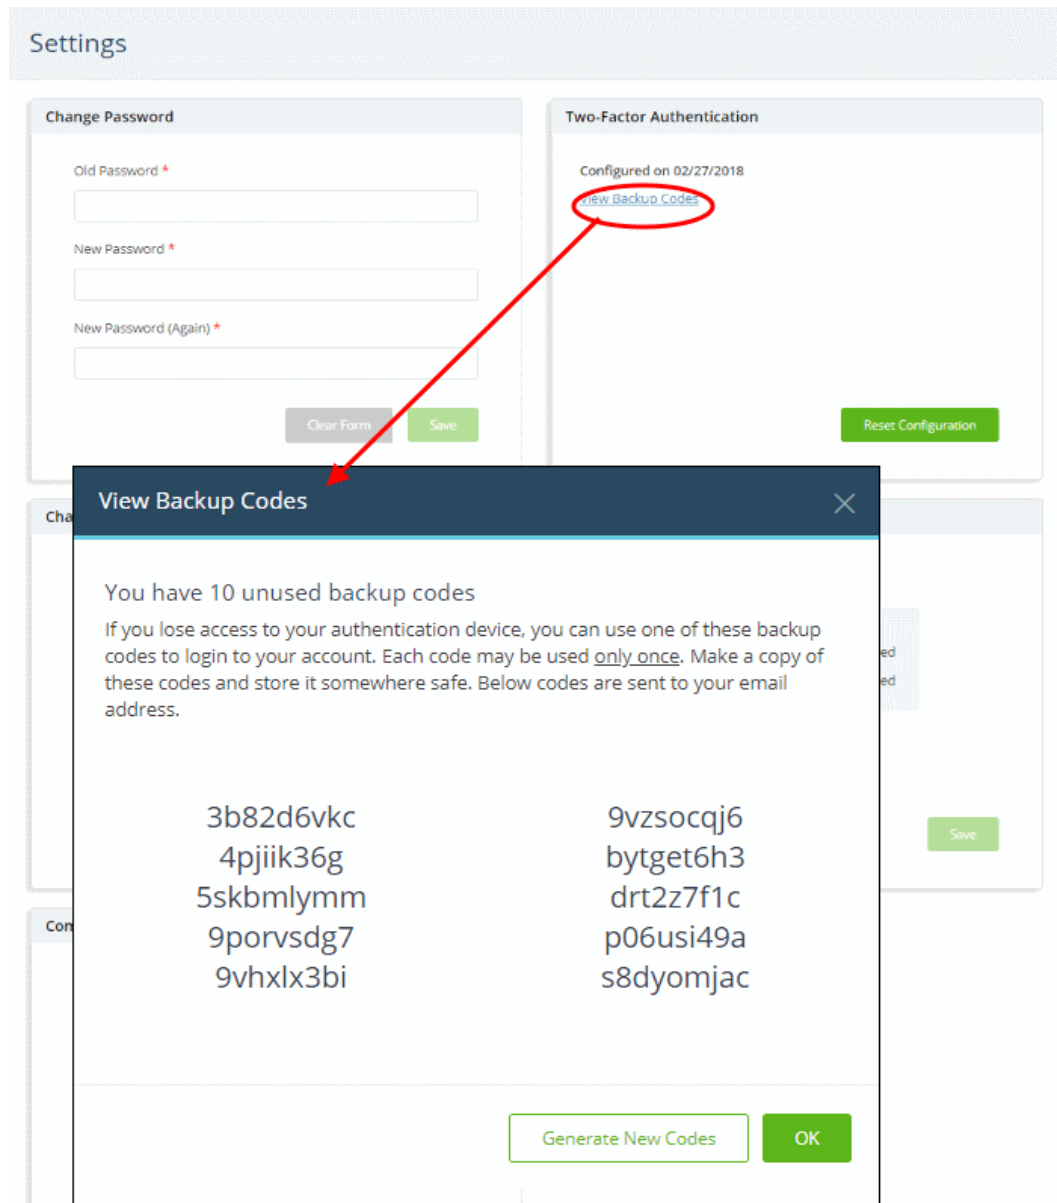 Settings
Change Password
Old Password *
New Password *
New Password (Again) *
Clear Form
Save
Two-Factor Authentication
Configured on 02/27/2018
View Backup Codes
Reset Configuration
Cha
ed
ed
Save
Con
View Backup Codes
You have 10 unused backup codes
If you lose access to your authentication device, you can use one of these backup
codes to login to your account. Each code may be used only once. Make a copy of
these codes and store it somewhere safe. Below codes are sent to your email
address.
3b82d6vkc
4pjiik36g
5skbmlymm
9porvsdg7
9vhxlx3bi
9vzsocqj6
bytget6h3
drt2z7f1c
p06usi49a
s8dyomjac
Generate New Codes
OK